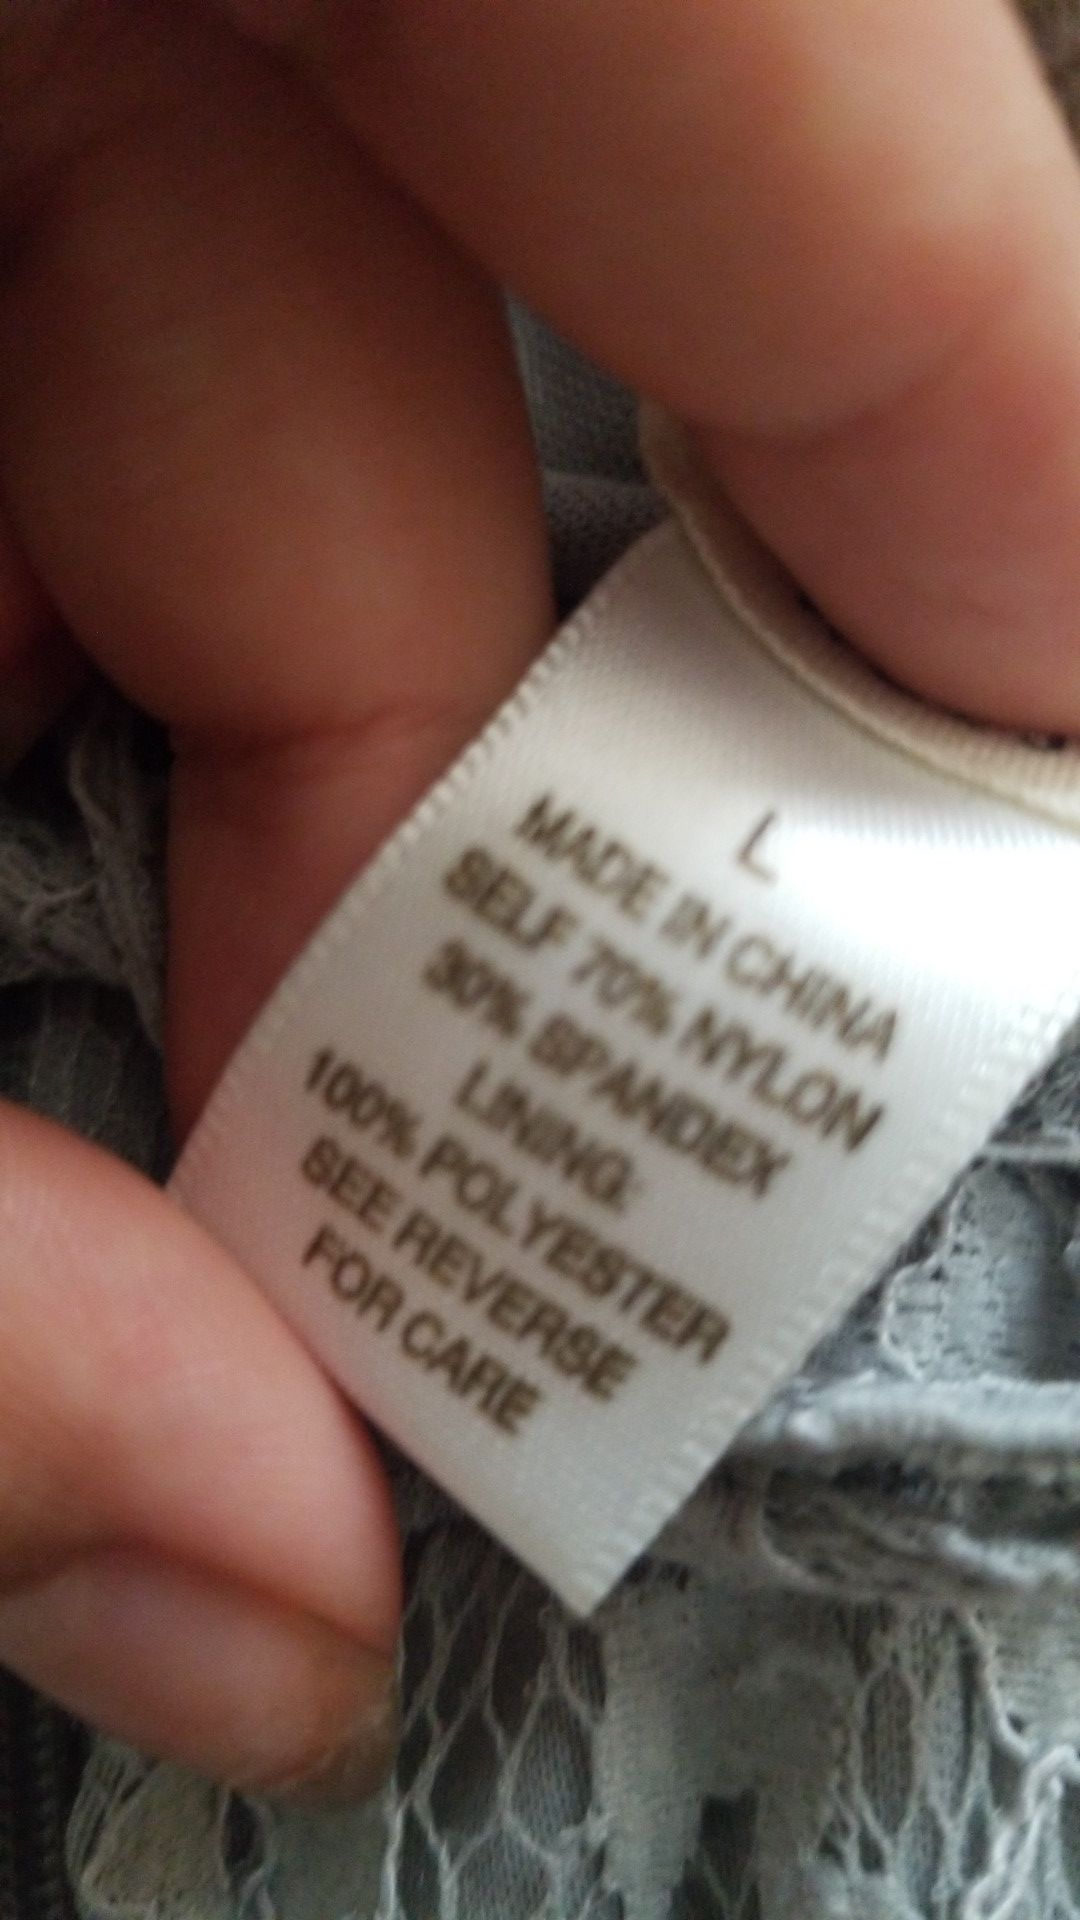 L
MADE IN CHINA
SELF 70% NYLON
30% SPANDEX
LINING:
100% POLYESTER
SEE REVERSE
FOR CARE